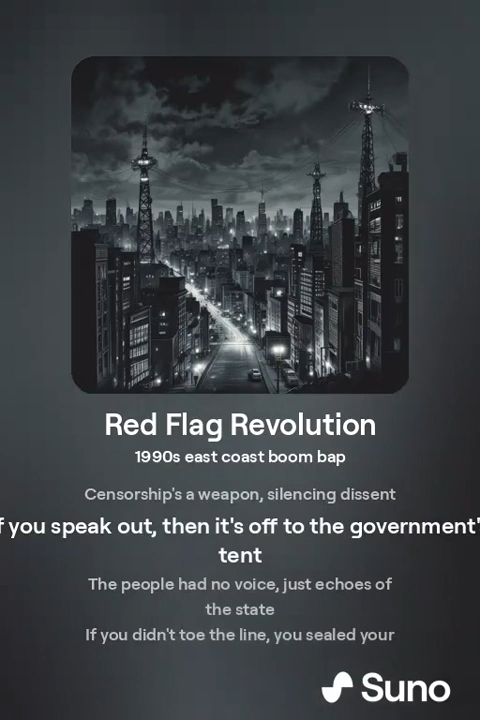 Red Flag Revolution
1990s east coast boom bap
Censorship's a weapon, silencing dissent
f you speak out, then it's off to the government'
tent
The people had no voice, just echoes of
the state
If you didn't toe the line, you sealed your
Suno